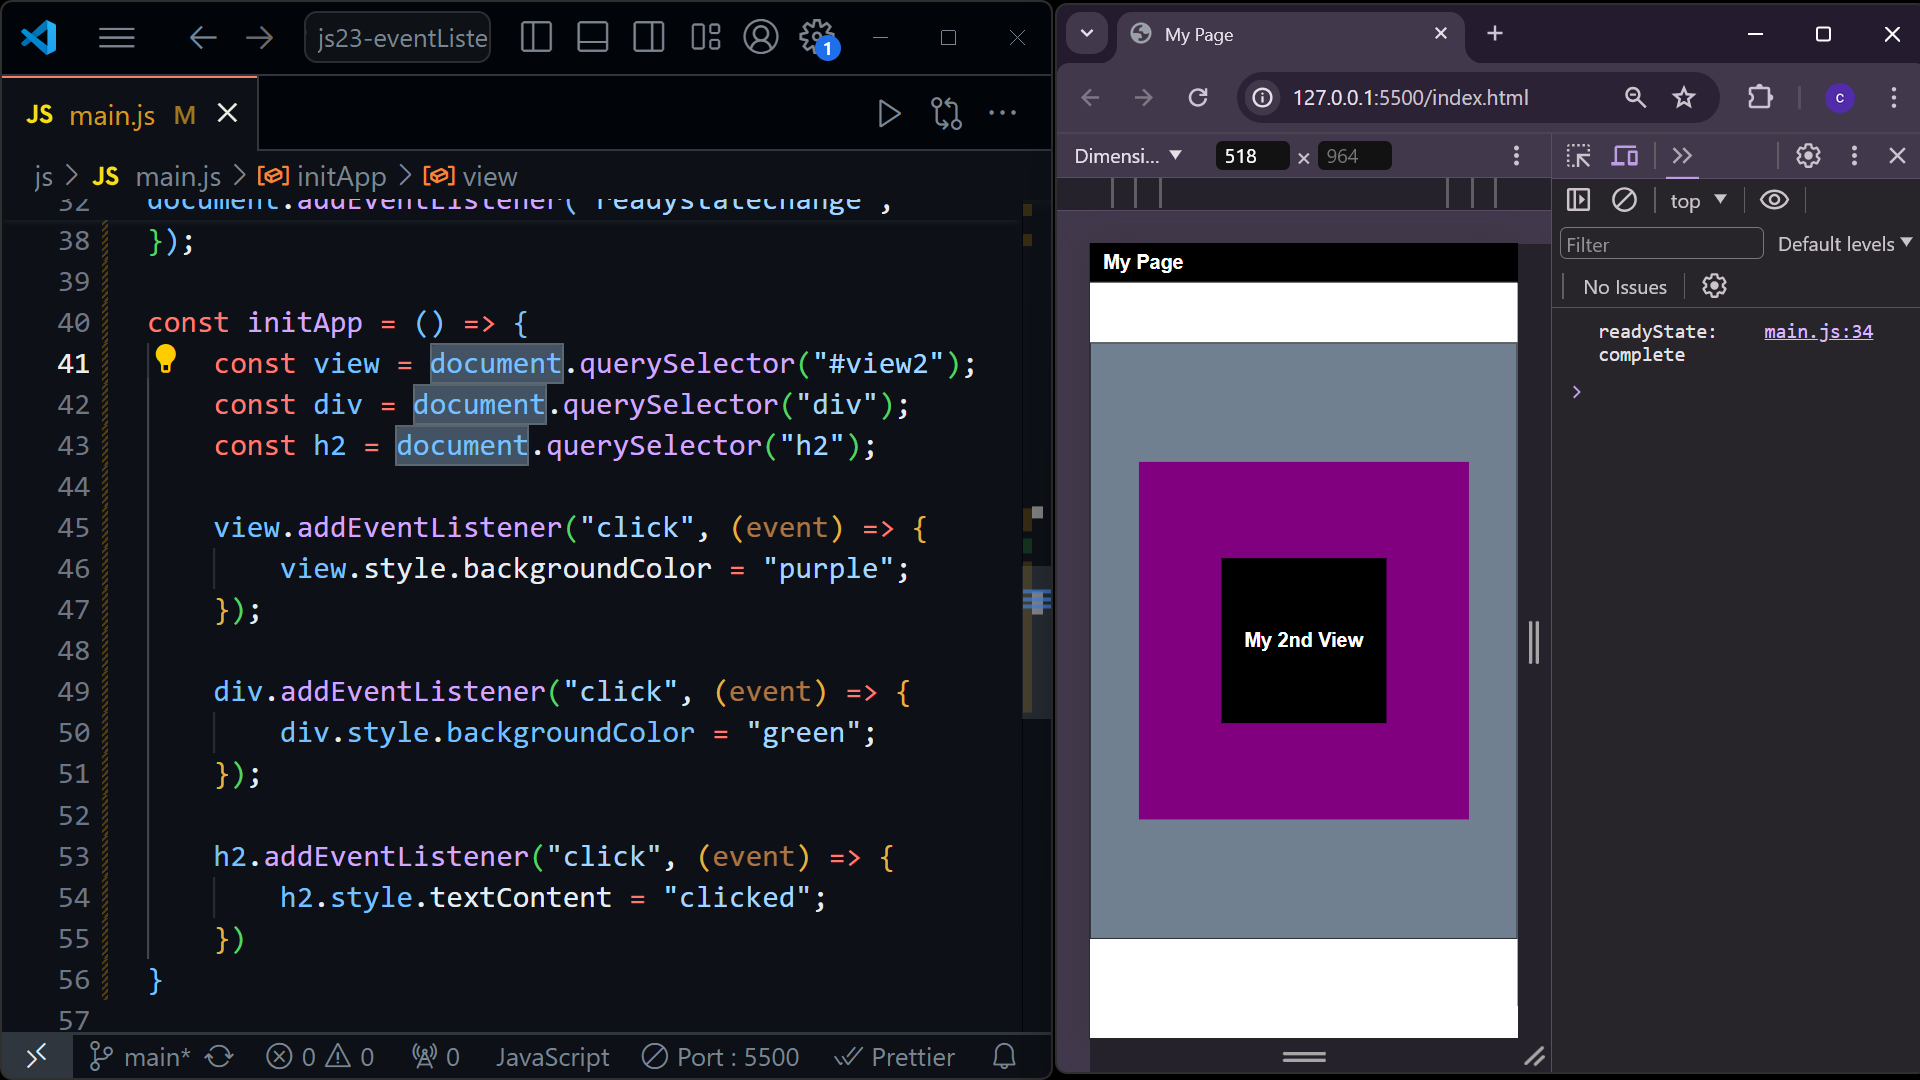 js23-eventListe
1
JS main.js M
js > JS main.js > initApp > view
32 document.addEventListener("readystatechange",
38 });
39
40 const initApp = () => {
41 const view = document.querySelector("#view2");
42 const div = document.querySelector("div");
43 const h2 = document.querySelector("h2");
44
45 view.addEventListener("click", (event) => {
46 view.style.backgroundColor = "purple";
47 });
48
49 div.addEventListener("click", (event) => {
50 div.style.backgroundColor = "green";
51 });
52
53 h2.addEventListener("click", (event) => {
54 h2.style.textContent = "clicked";
55 })
56 }
57
main* 0 0 0 JavaScript Port : 5500 Prettier
My Page
127.0.0.1:5500/index.html
c
Dimensi... 518 × 964
top
Filter
Default levels
No Issues
readyState: main.js:34
complete
My Page
My 2nd View